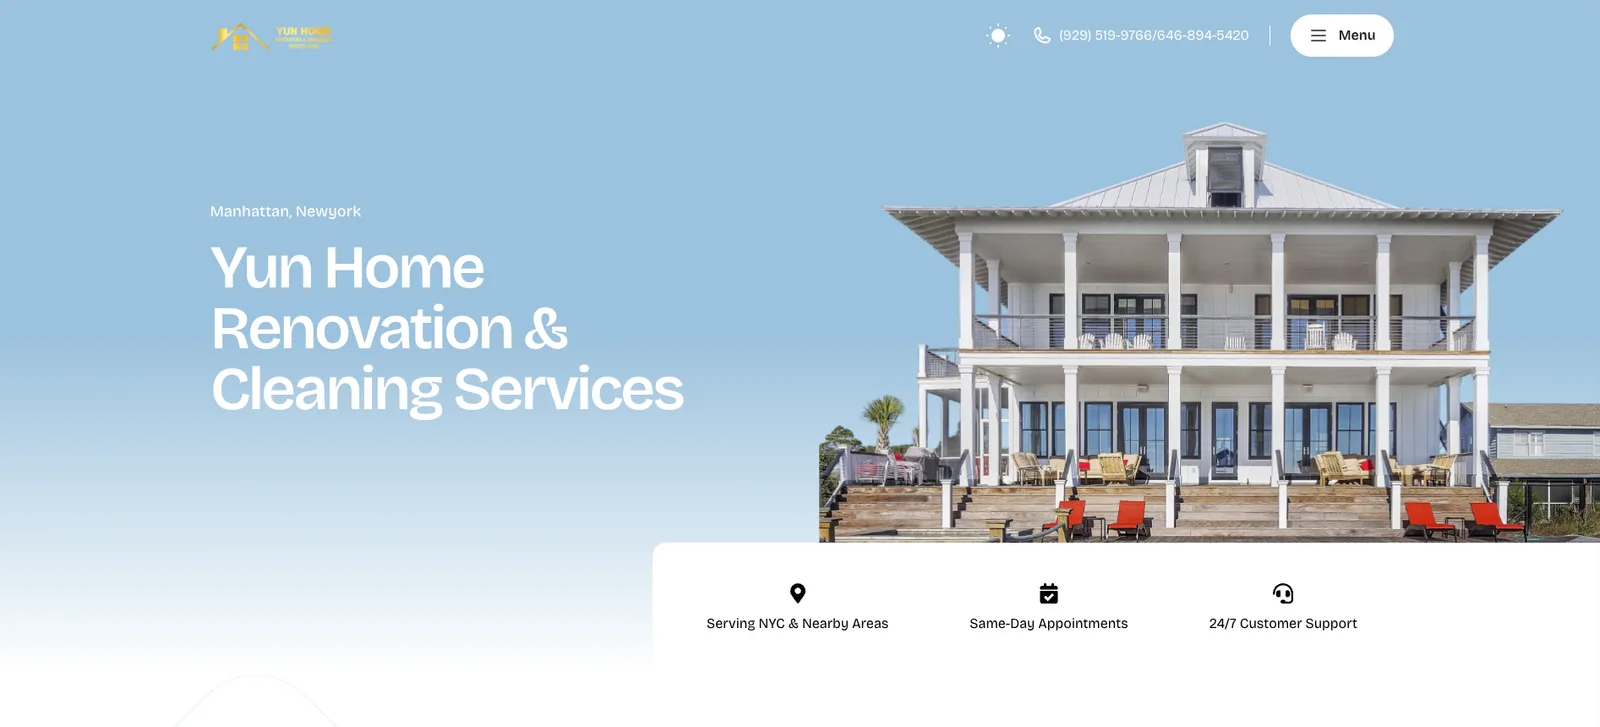 YUN HOME
(929) 519-9766/646-894-5420
Menu
Manhattan, Newyork
Yun Home
Renovation &
Cleaning Services
Serving NYC & Nearby Areas
Same-Day Appointments
24/7 Customer Support